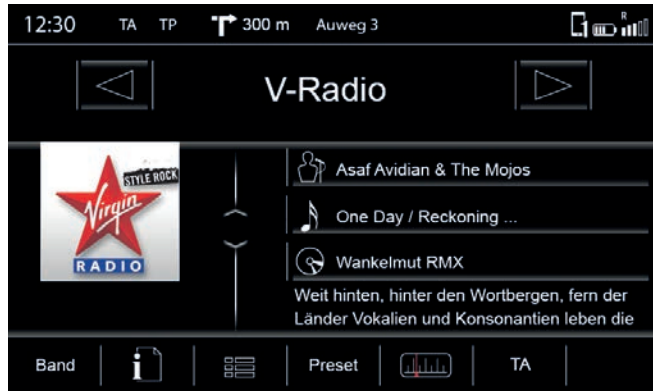 12:30 TA TP 300 m Auweg 3 1 R
V-Radio
STYLE ROCK
Virgin
RADIO
Asaf Avidian & The Mojos
One Day / Reckoning ...
Wankelmut RMX
Weit hinten, hinter den Wortbergen, fern der
Länder Vokalien und Konsonantien leben die
Band i Preset TA